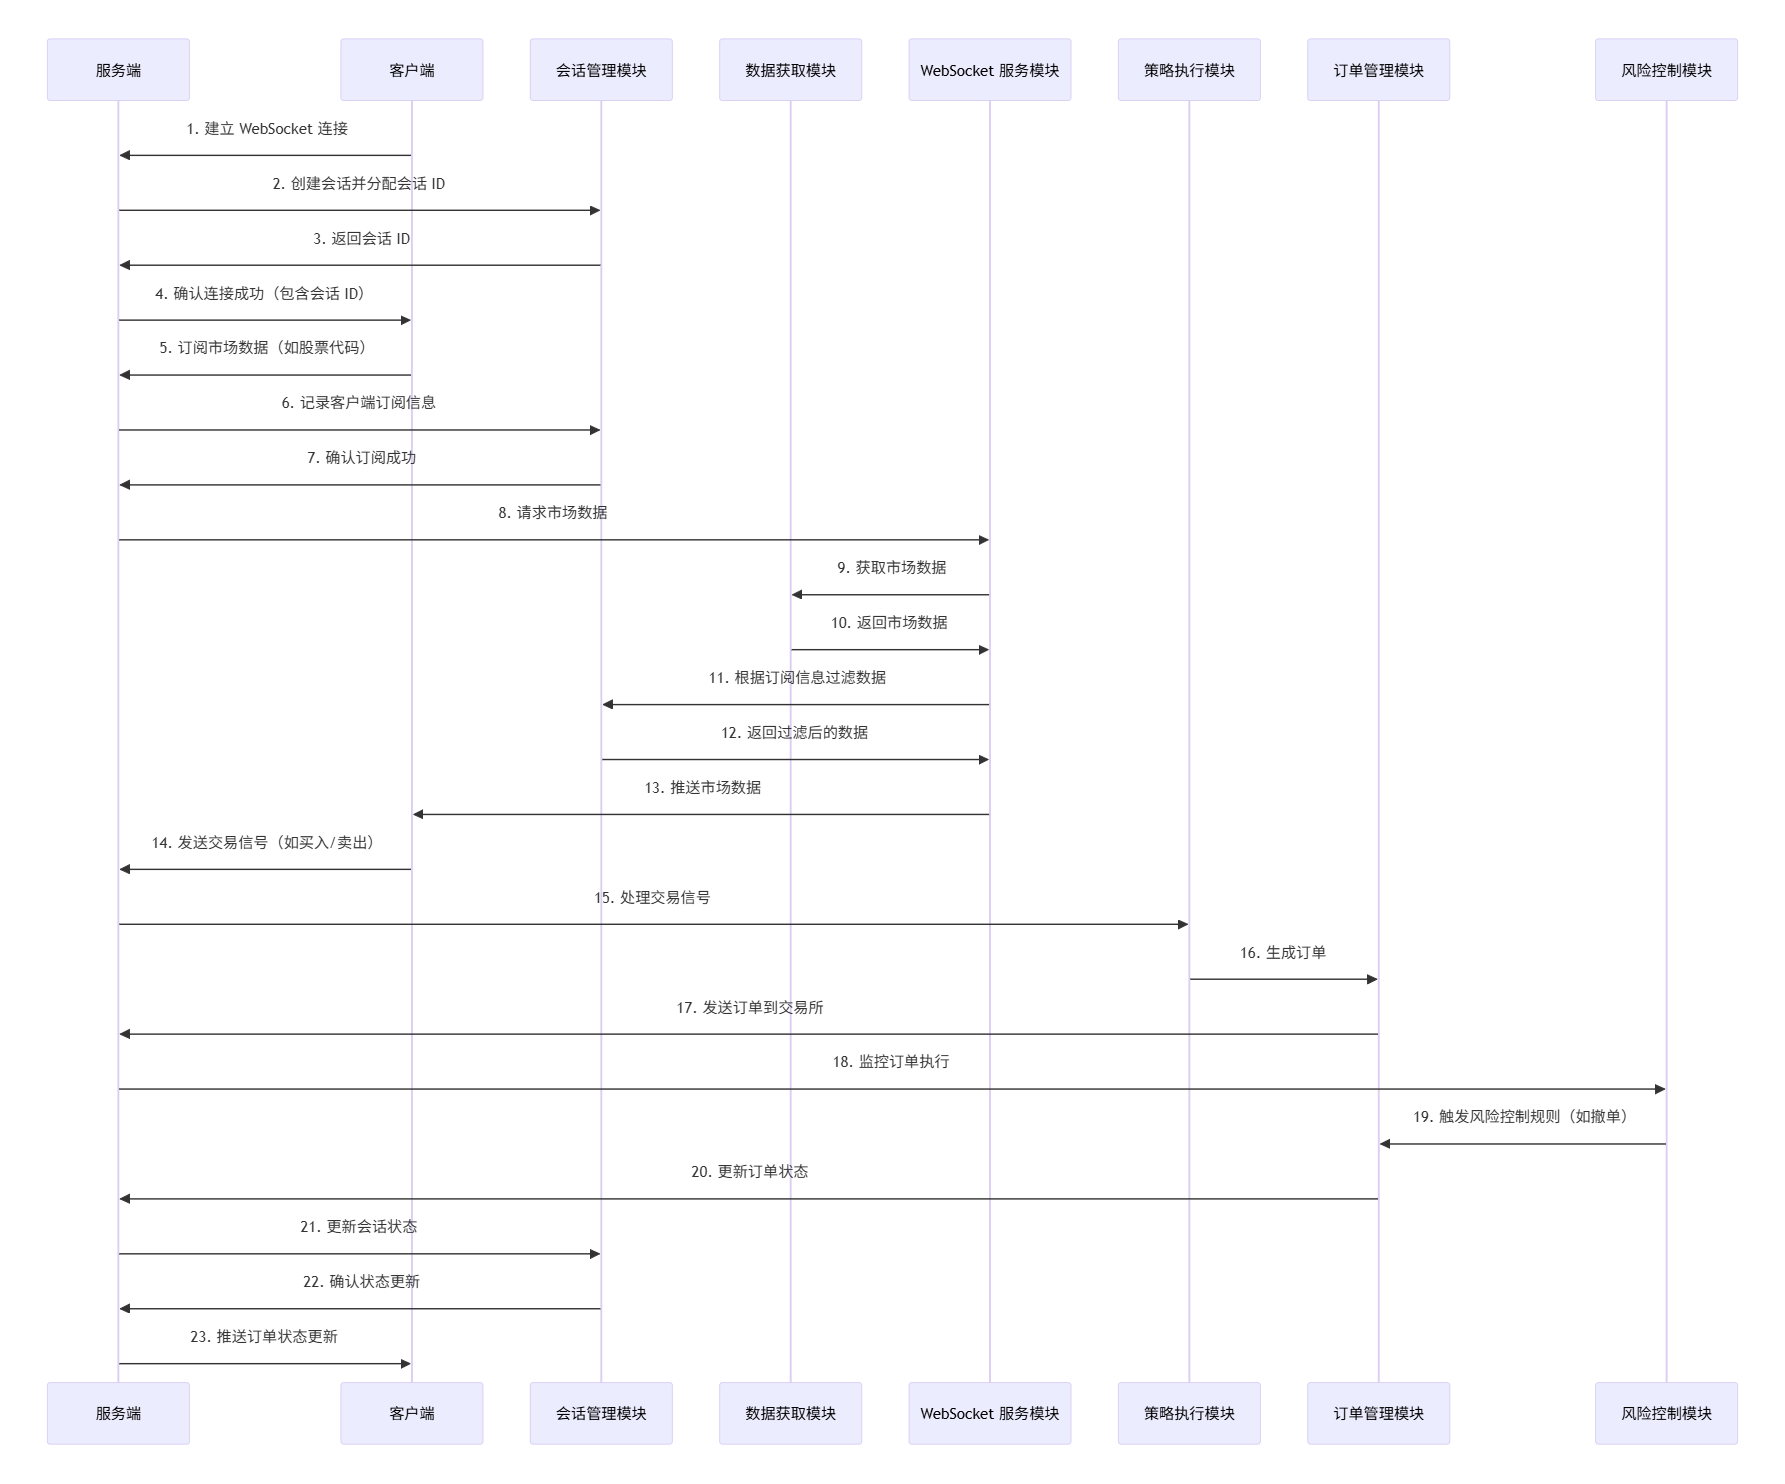 服务端
客户端
会话管理模块
数据获取模块
WebSocket 服务模块
策略执行模块
订单管理模块
风险控制模块
1. 建立 WebSocket 连接
2. 创建会话并分配会话 ID
3. 返回会话 ID
4. 确认连接成功（包含会话 ID）
5. 订阅市场数据（如股票代码）
6. 记录客户端订阅信息
7. 确认订阅成功
8. 请求市场数据
9. 获取市场数据
10. 返回市场数据
11. 根据订阅信息过滤数据
12. 返回过滤后的数据
13. 推送市场数据
14. 发送交易信号（如买入/卖出）
15. 处理交易信号
16. 生成订单
17. 发送订单到交易所
18. 监控订单执行
19. 触发风险控制规则（如撤单）
20. 更新订单状态
21. 更新会话状态
22. 确认状态更新
23. 推送订单状态更新
服务端
客户端
会话管理模块
数据获取模块
WebSocket 服务模块
策略执行模块
订单管理模块
风险控制模块